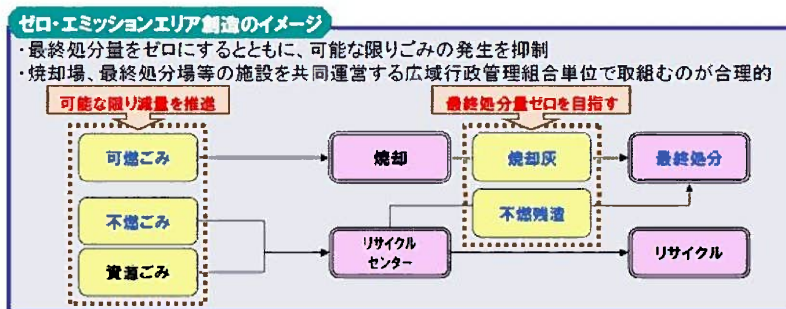 ゼロ・エミッションエリア創造のイメージ
・最終処分量をゼロにするとともに、可能な限りごみの発生を抑制
・焼却場、最終処分場等の施設を共同運営する広域行政管理組合単位で取組むのが合理的
可能な限り減量を推進
最終処分量ゼロを目指す
可燃ごみ
焼却
焼却灰
最終処分
不燃ごみ
不燃残渣
資源ごみ
リサイクル
センター
リサイクル